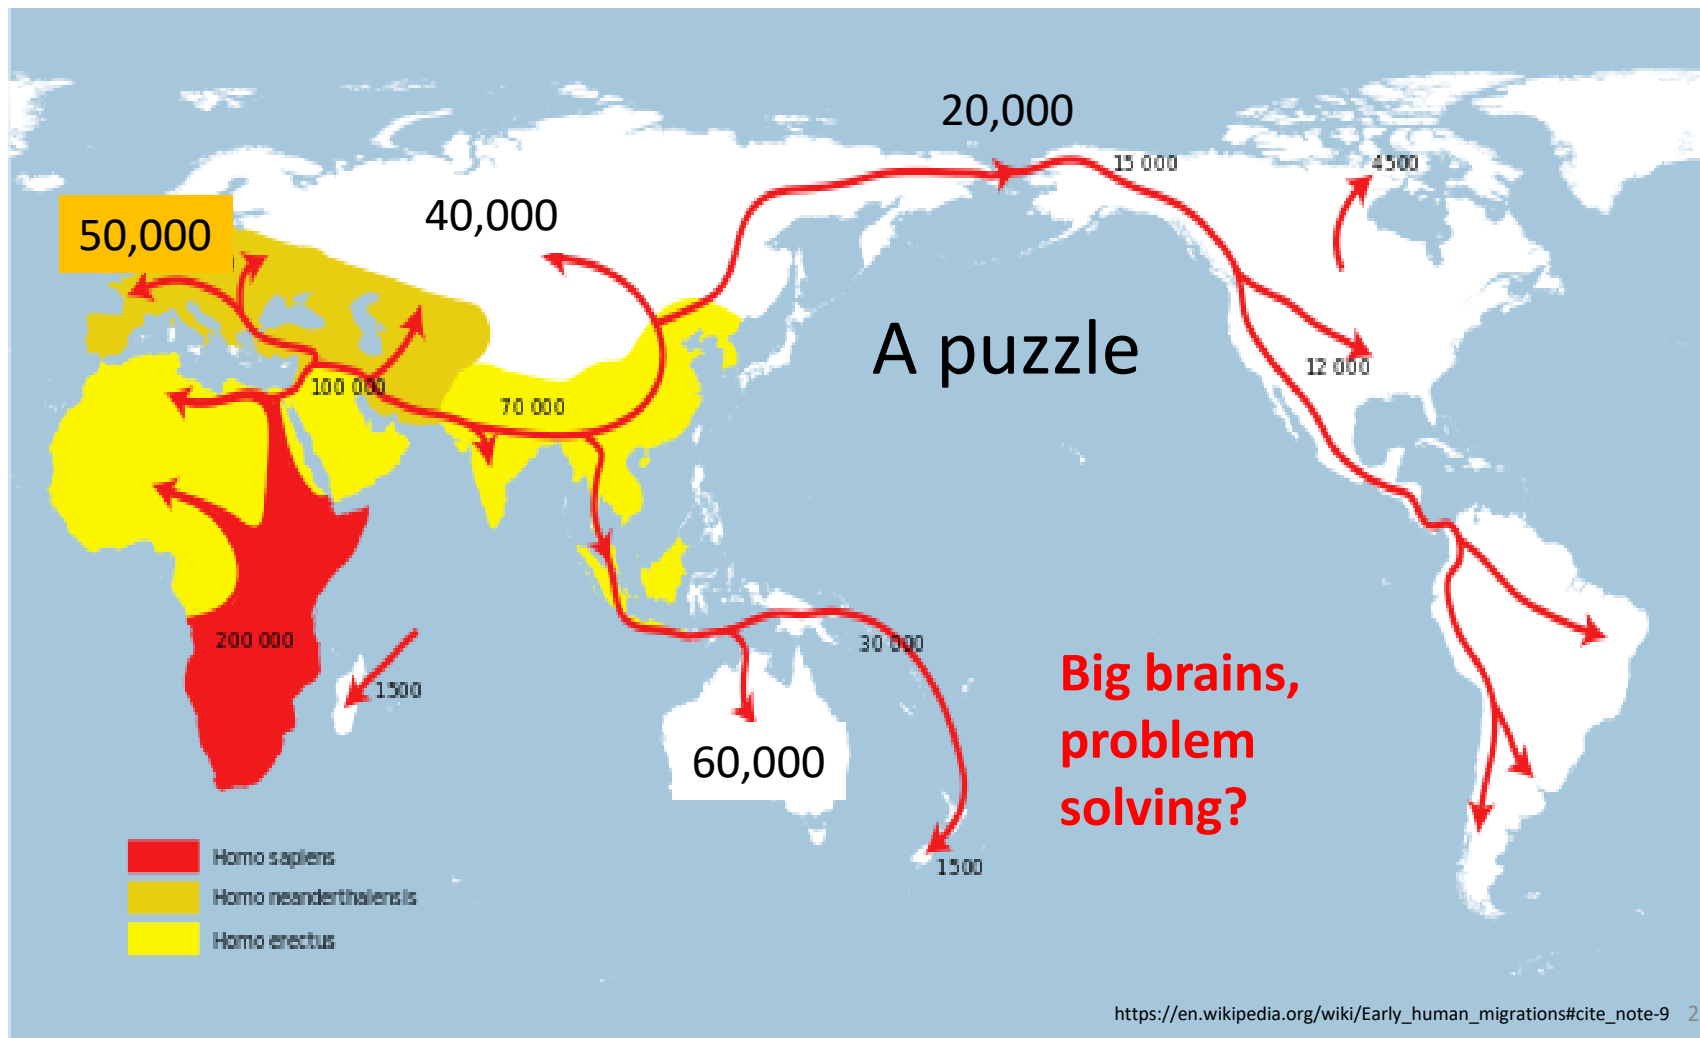 20,000
15 000
4500
40,000
50,000
A puzzle
12 000
100 000
70 000
200 000
30 000
1500
Big brains,
problem
solving?
60,000
1500
Homo sapiens
Homo neanderthalensis
Homo erectus
https://en.wikipedia.org/wiki/Early_human_migrations#cite_note-9 2